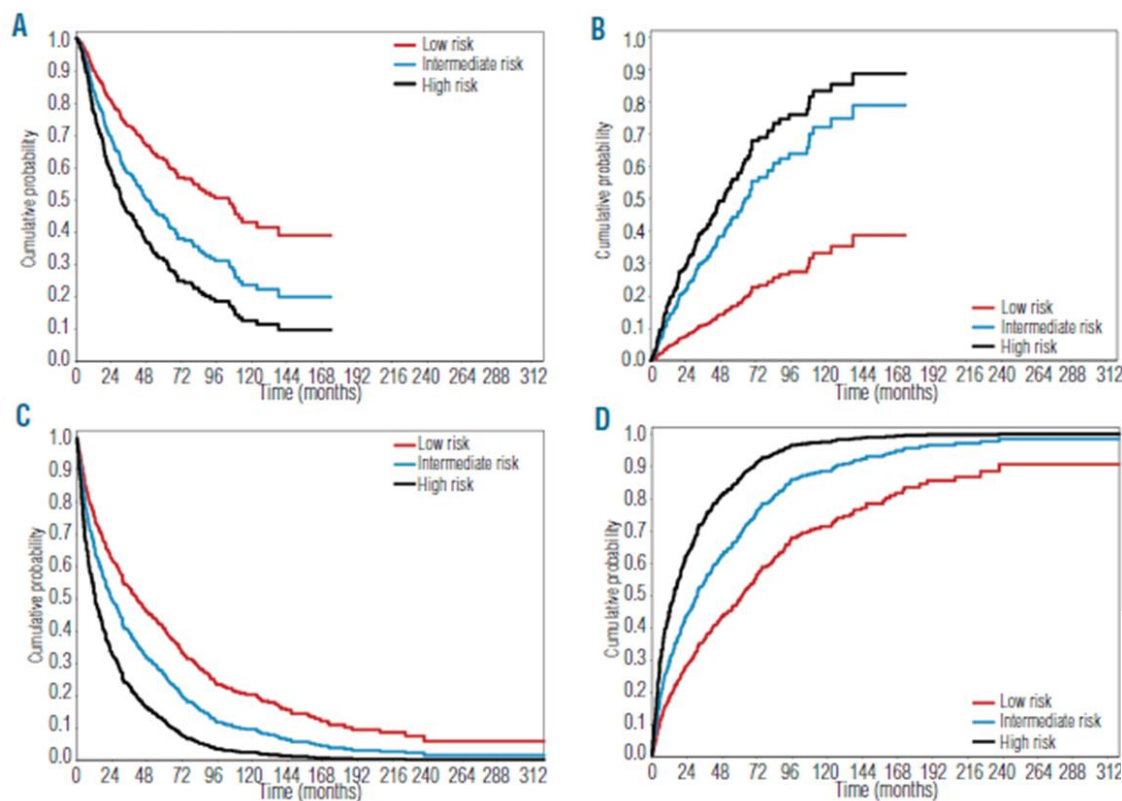 A
1.0
0.9
0.8
0.7
0.6
0.5
0.4
0.3
0.2
0.1
0.0
Cumulative probability
Low risk
Intermediate risk
High risk
0 24 48 72 96 120 144 168 192 216 240 264 288 312
Time (months)
B
1.0
0.9
0.8
0.7
0.6
0.5
0.4
0.3
0.2
0.1
0.0
Cumulative probability
Low risk
Intermediate risk
High risk
0 24 48 72 96 120 144 168 192 216 240 264 288 312
Time (months)
C
1.0
0.9
0.8
0.7
0.6
0.5
0.4
0.3
0.2
0.1
0.0
Cumulative probability
Low risk
Intermediate risk
High risk
0 24 48 72 96 120 144 168 192 216 240 264 288 312
Time (months)
D
1.0
0.9
0.8
0.7
0.6
0.5
0.4
0.3
0.2
0.1
0.0
Cumulative probability
Low risk
Intermediate risk
High risk
0 24 48 72 96 120 144 168 192 216 240 264 288 312
Time (months)